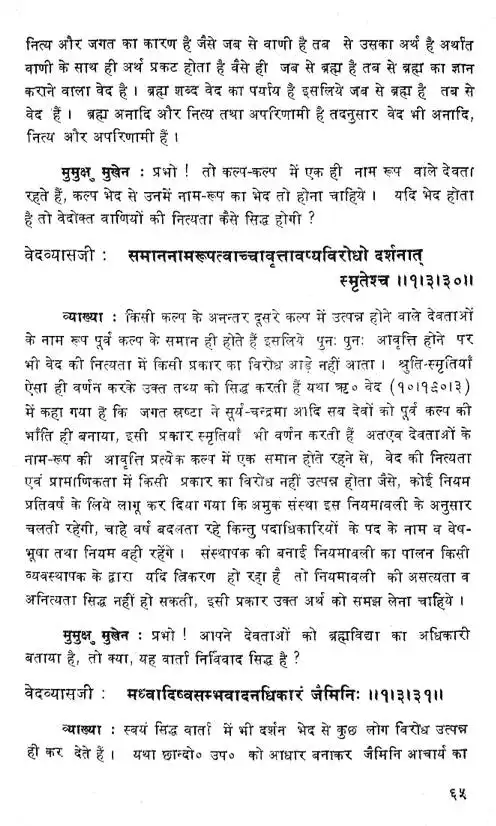 नित्य और जगत का कारण है जैसे जब से वाणी है तब से उसका अर्थ है अर्थात
वाणी के साथ ही अर्थ प्रकट होता है वैसे ही जब से ब्रह्म है तब से ब्रह्म का ज्ञान
कराने वाला वेद है । ब्रह्म शब्द वेद का पर्याय है इसलिये जब से ब्रह्म है तब से
वेद हैं । ब्रह्म अनादि और नित्य तथा अपरिणामी है तदनुसार वेद भी अनादि,
नित्य और अपरिणामी हैं ।
मुमुक्षु मुखेन : प्रभो ! तो कल्प-कल्प में एक ही नाम रूप वाले देवता
रहते हैं, कल्प भेद से उनमें नाम-रूप का भेद तो होना चाहिये । यदि भेद होता
है तो वेदोक्त वाणियों की नित्यता कैसे सिद्ध होगी ?
वेदव्यासजी : समाननामरूपत्वाच्चावृत्तावप्यविरोधो दर्शनात्
स्मृतेश्च ॥१।३।३०॥
व्याख्या : किसी कल्प के अनन्तर दूसरे कल्प में उत्पन्न होने वाले देवताओं
के नाम रूप पूर्व कल्प के समान ही होते हैं इसलिये पुनः पुनः आवृत्ति होने पर
भी वेद की नित्यता में किसी प्रकार का विरोध आड़े नहीं आता । श्रुति-स्मृतियाँ
ऐसा ही वर्णन करके उक्त तथ्य को सिद्ध करती हैं यथा ऋ० वेद (१०।१९०।३)
में कहा गया है कि जगत स्रष्टा ने सूर्य-चन्द्रमा आदि सब देवों को पूर्व कल्प की
भाँति ही बनाया, इसी प्रकार स्मृतियाँ भी वर्णन करती हैं अतएव देवताओं के
नाम-रूप की आवृत्ति प्रत्येक कल्प में एक समान होते रहने से, वेद की नित्यता
एवं प्रामाणिकता में किसी प्रकार का विरोध नहीं उत्पन्न होता जैसे, कोई नियम
प्रतिवर्ष के लिये लागू कर दिया गया कि अमुक संस्था इस नियमावली के अनुसार
चलती रहेगी, चाहे वर्ष बदलता रहे किन्तु पदाधिकारियों के पद के नाम व वेष-
भूषा तथा नियम वही रहेंगे । संस्थापक की बनाई नियमावली का पालन किसी
व्यवस्थापक के द्वारा यदि विकरण हो रहा है तो नियमावली की असत्यता व
अनित्यता सिद्ध नहीं हो सकती, इसी प्रकार उक्त अर्थ को समझ लेना चाहिये ।
मुमुक्षु मुखेन : प्रभो ! आपने देवताओं को ब्रह्मविद्या का अधिकारी
बताया है, तो क्या, यह वार्ता निर्विवाद सिद्ध है ?
वेदव्यासजी : मध्वादिष्वसम्भवादनधिकारं जैमिनिः ॥१।३।३१॥
व्याख्या : स्वयं सिद्ध वार्ता में भी दर्शन भेद से कुछ लोग विरोध उत्पन्न
ही कर देते हैं । यथा छान्दो० उप० को आधार बनाकर जैमिनि आचार्य का
६५